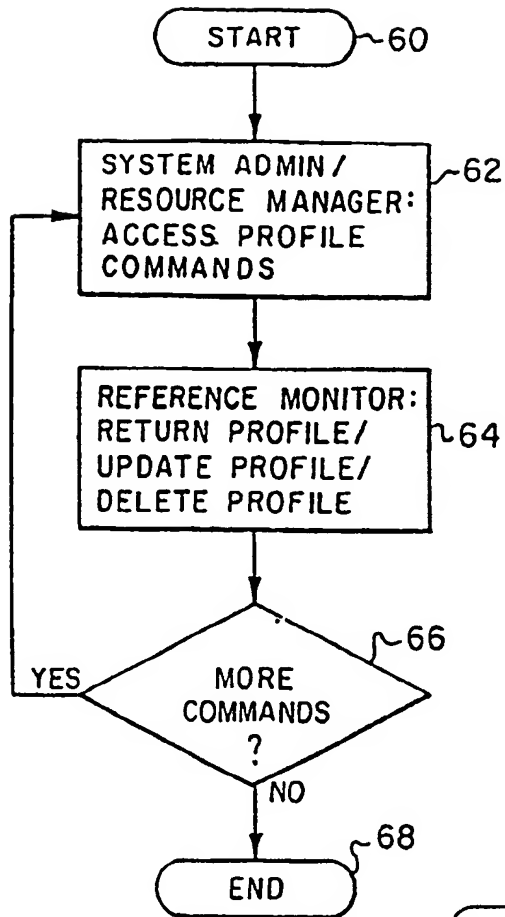 START
60
SYSTEM ADMIN/
RESOURCE MANAGER:
ACCESS PROFILE
COMMANDS
62
REFERENCE MONITOR:
RETURN PROFILE/
UPDATE PROFILE/
DELETE PROFILE
64
66
YES
MORE
COMMANDS
?
NO
END
68